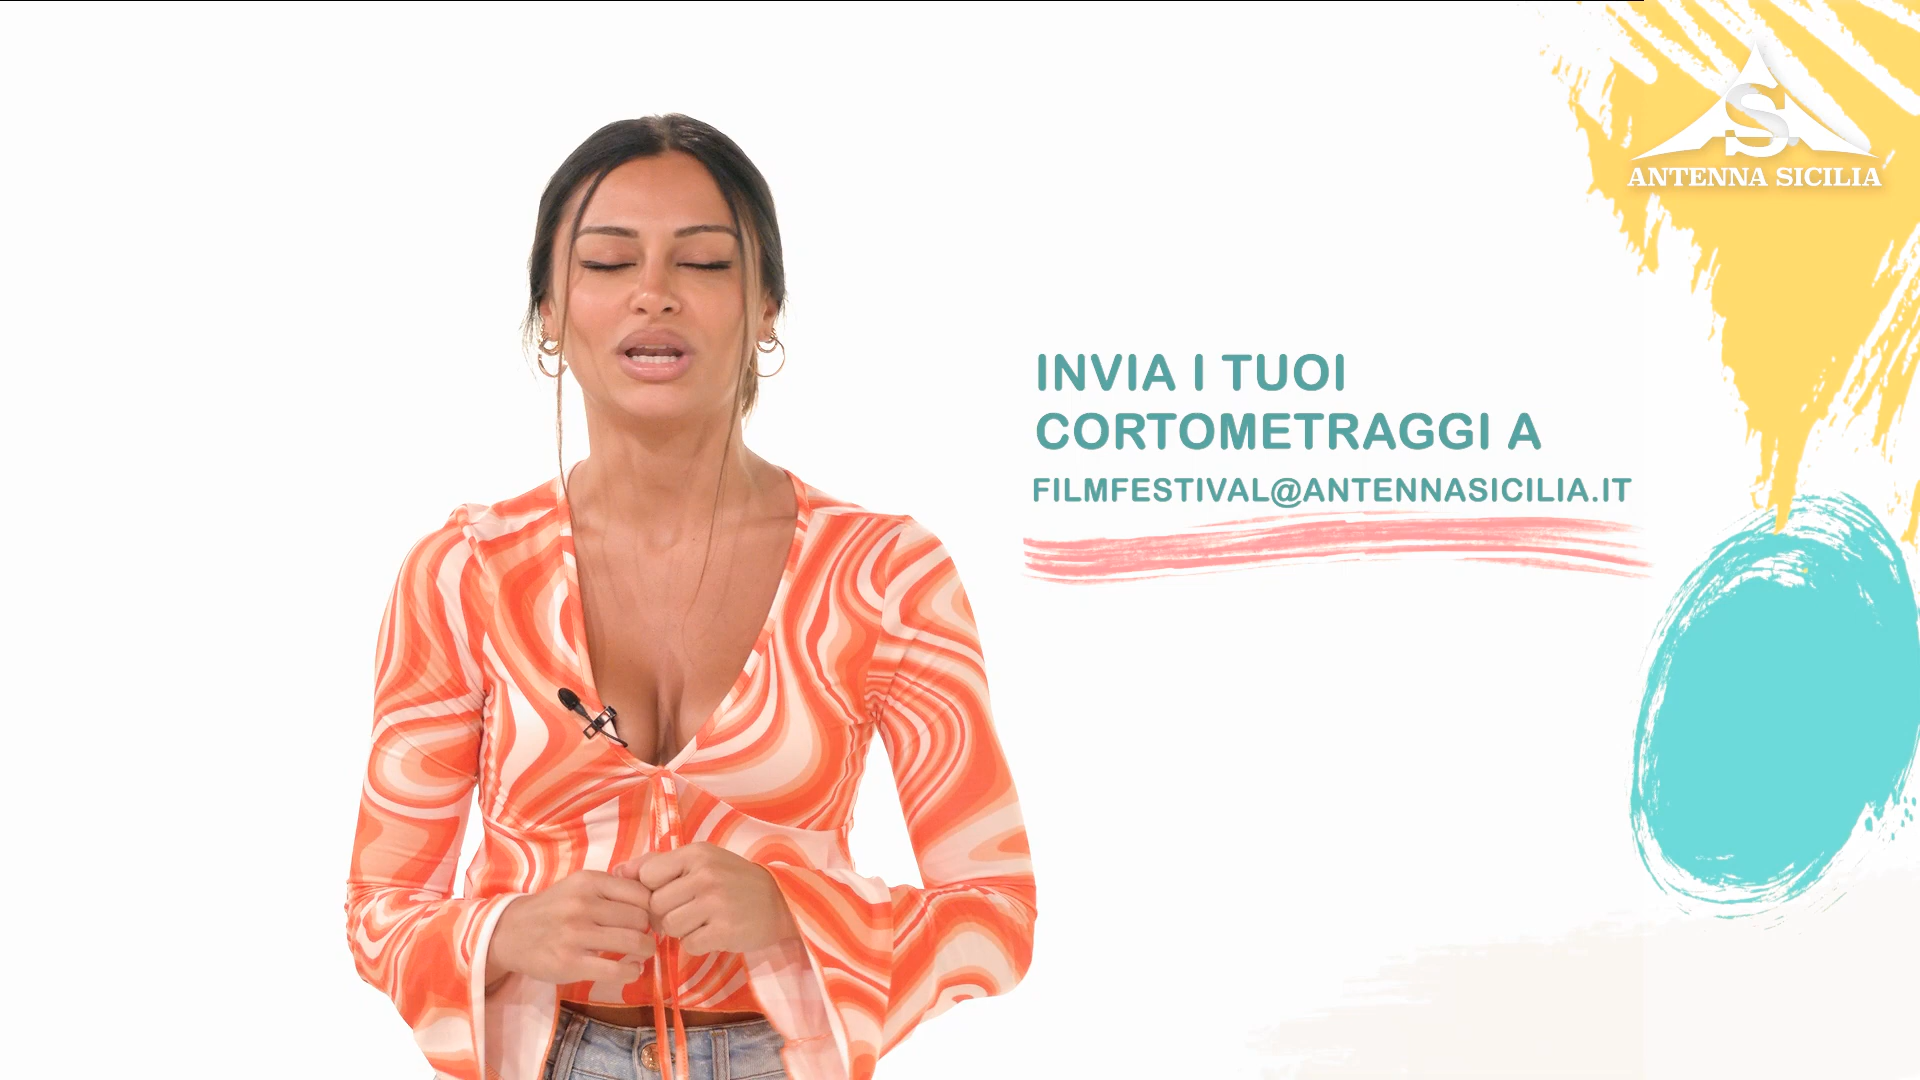 S
ANTENNA SICILIA
INVIA I TUOI
CORTOMETRAGGI A
FILMFESTIVAL@ANTENNASICILIA.IT